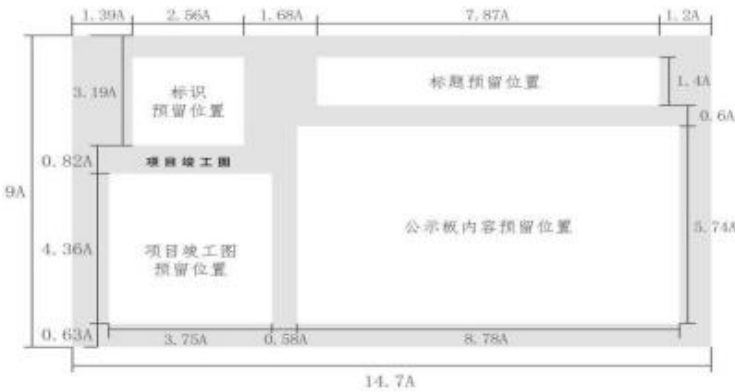 1.39A 2.56A 1.68A 7.87A 1.2A
3.19A
标识
预留位置
标题预留位置
1.4A
0.6A
0.82A
项目竣工图
9A
4.36A
项目竣工图
预留位置
公示板内容预留位置
5.74A
0.63A
3.75A 0.58A 8.78A
14.7A